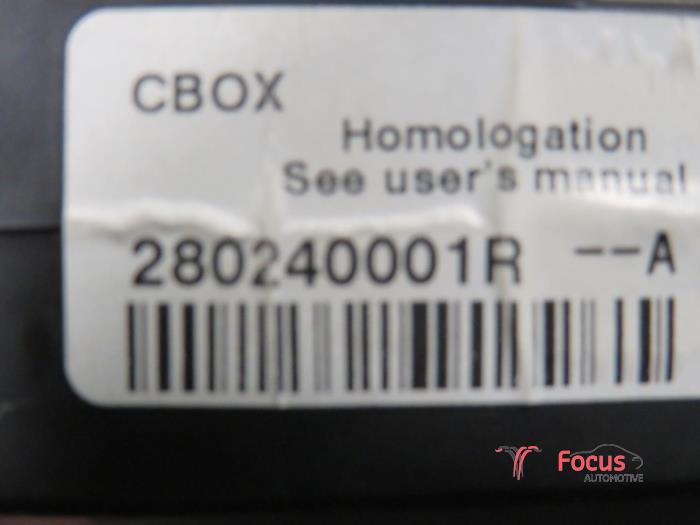 CBOX
Homologation
See user's manual
280240001R --A
Focus
AUTOMOTIVE